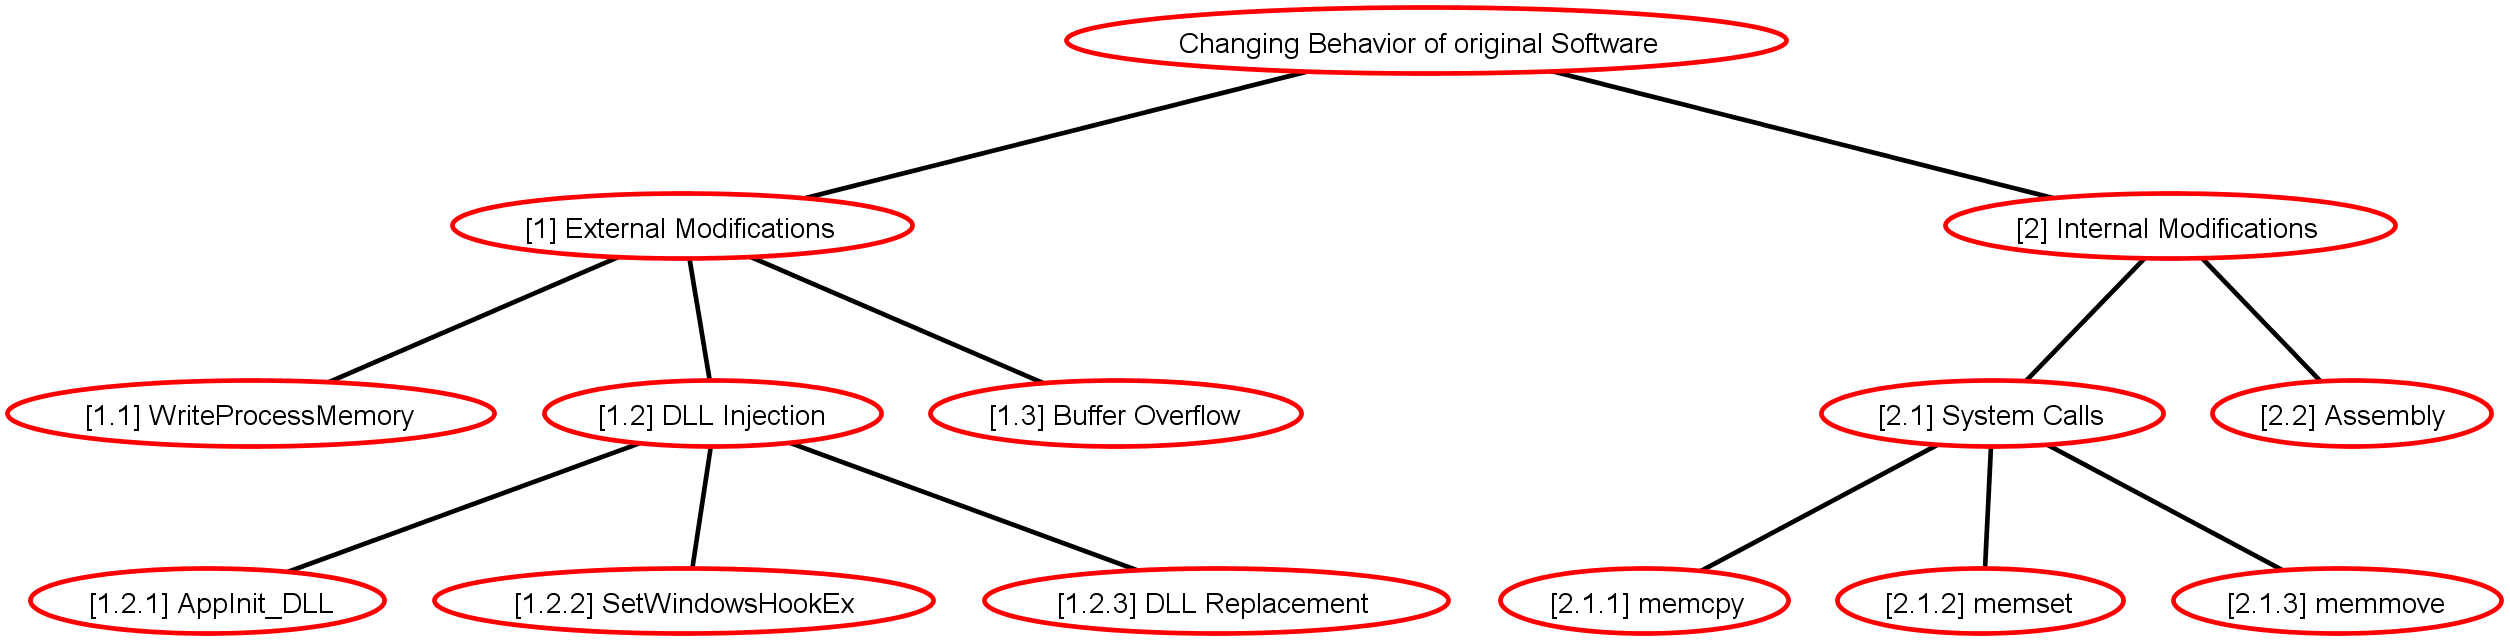 Changing Behavior of original Software
[1] External Modifications
[2] Internal Modifications
[1.1] WriteProcessMemory
[1.2] DLL Injection
[1.3] Buffer Overflow
[2.1] System Calls
[2.2] Assembly
[1.2.1] AppInit_DLL
[1.2.2] SetWindowsHookEx
[1.2.3] DLL Replacement
[2.1.1] memcpy
[2.1.2] memset
[2.1.3] memmove